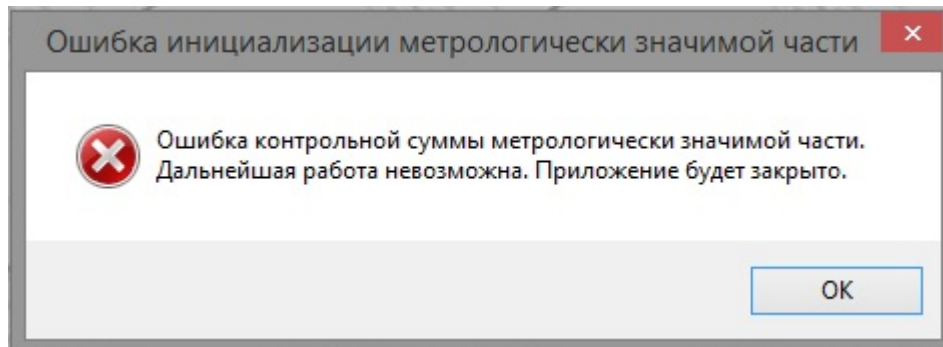 Ошибка инициализации метрологически значимой части
Ошибка контрольной суммы метрологически значимой части.
Дальнейшая работа невозможна. Приложение будет закрыто.
OK